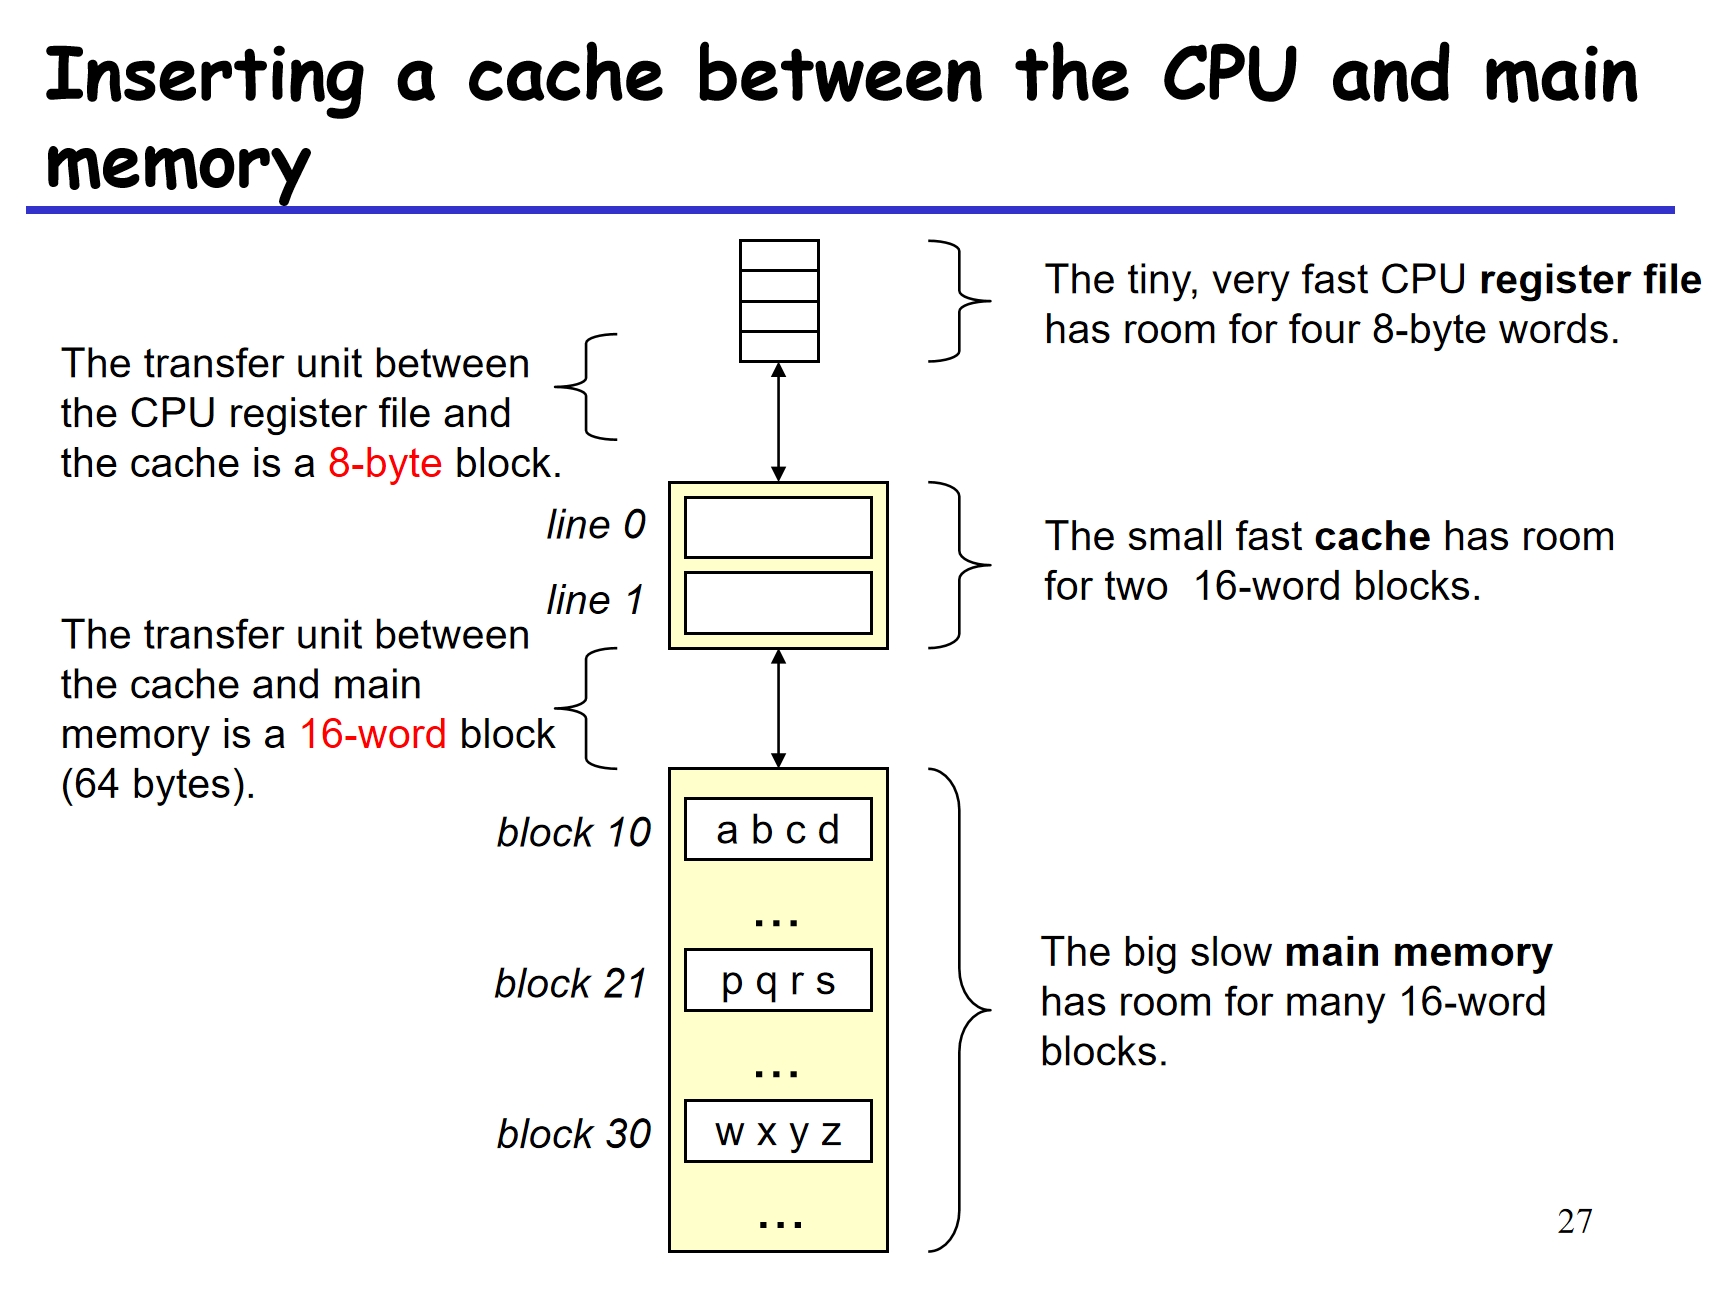 Inserting a cache between the CPU and main
memory
The tiny, very fast CPU register file
has room for four 8-byte words.
The transfer unit between
the CPU register file and
the cache is a 8-byte block.
line 0
line 1
The small fast cache has room
for two  16-word blocks.
The transfer unit between
the cache and main
memory is a 16-word block
(64 bytes).
block 10
a b c d
...
block 21
p q r s
...
block 30
w x y z
...
The big slow main memory
has room for many 16-word
blocks.
27